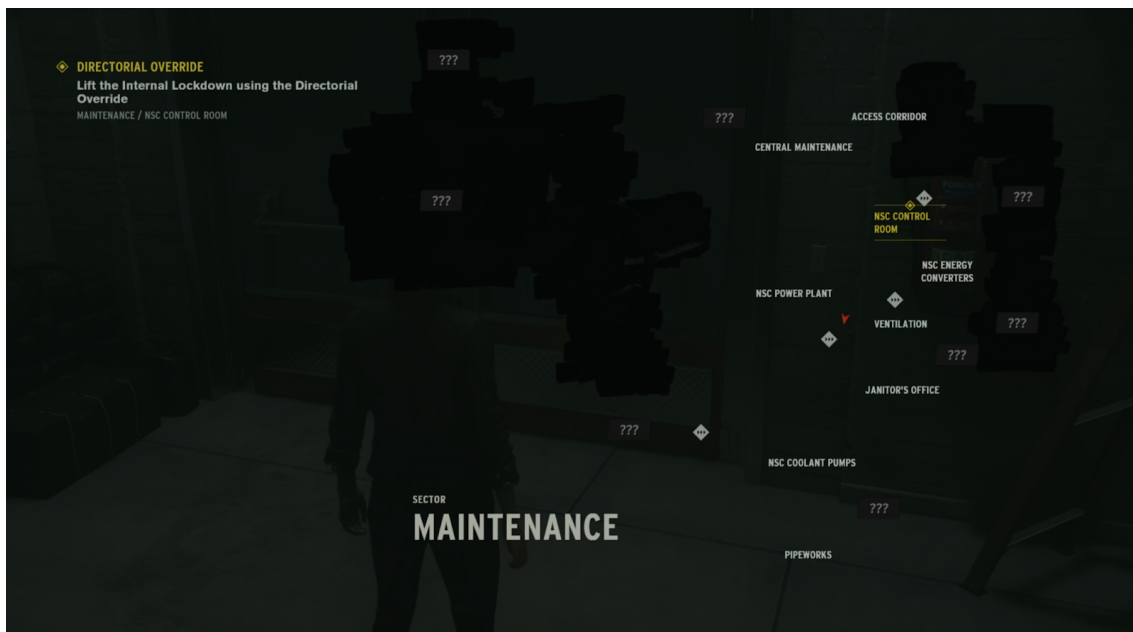 DIRECTORIAL OVERRIDE
Lift the Internal Lockdown using the Directorial
Override
MAINTENANCE / NSC CONTROL ROOM
???
???
ACCESS CORRIDOR
CENTRAL MAINTENANCE
???
???
NSC CONTROL
ROOM
NSC ENERGY
CONVERTERS
NSC POWER PLANT
VENTILATION
???
???
JANITOR'S OFFICE
???
NSC COOLANT PUMPS
SECTOR
MAINTENANCE
???
PIPEWORKS